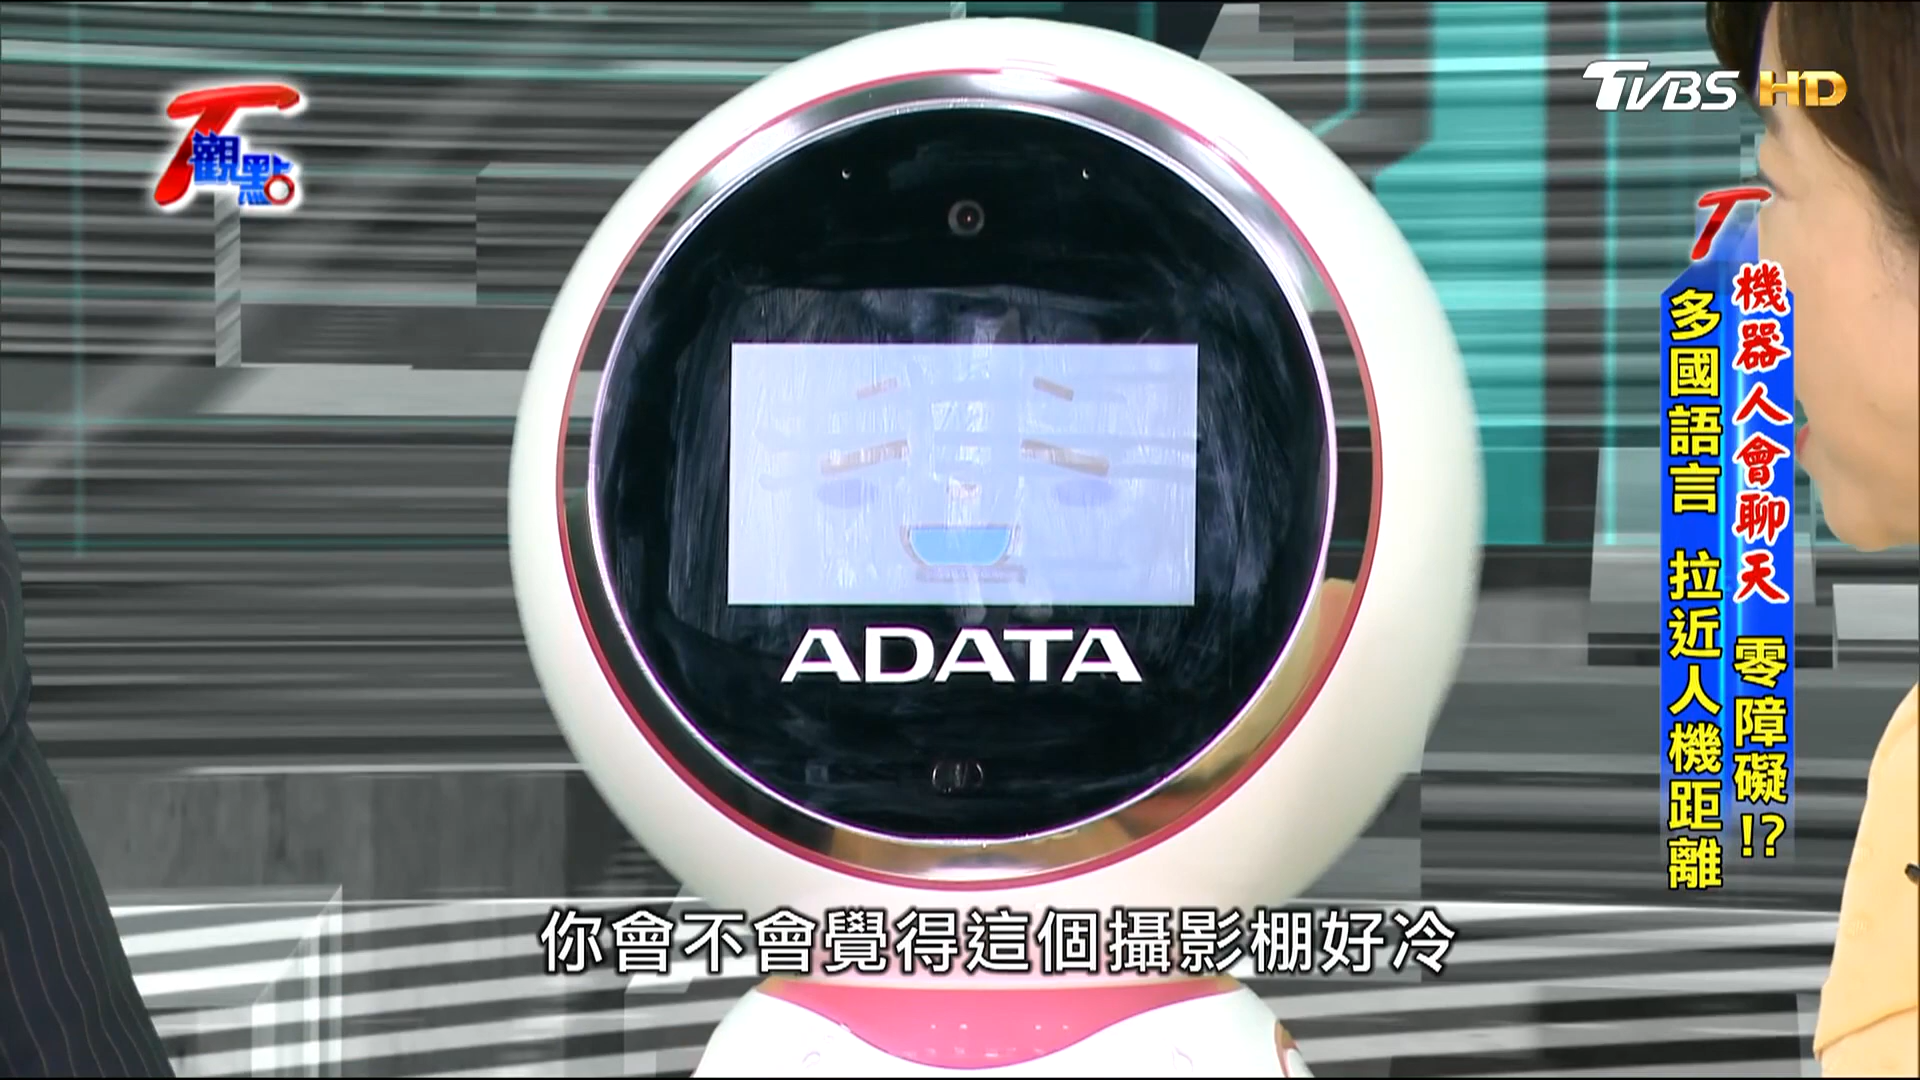 T觀點
TVBS HD
T
機器人會聊天 零障礙!?
多國語言 拉近人機距離
ADATA
你會不會覺得這個攝影棚好冷